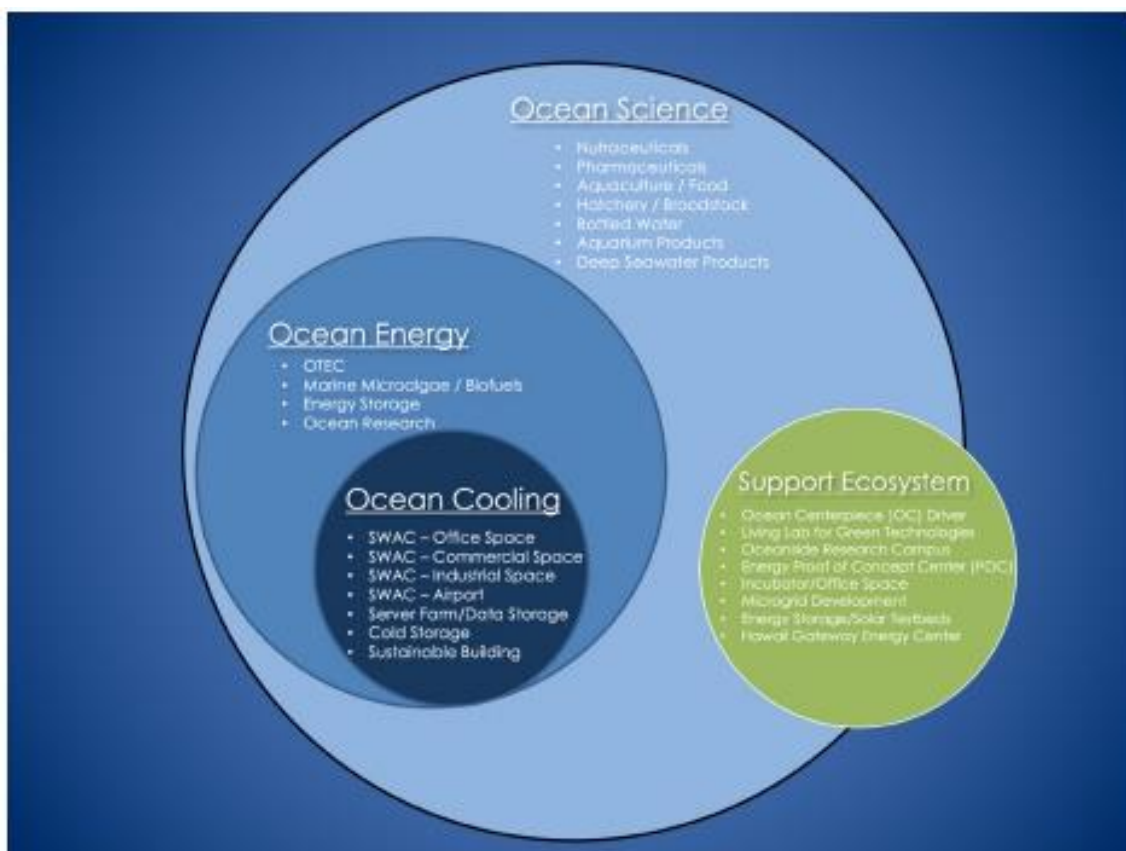 Ocean Science
• Nutraceuticals
• Pharmaceuticals
• Aquaculture / Food
• Hatchery / Broodstock
• Bottled Water
• Aquarium Products
• Deep Seawater Products
Ocean Energy
• OTEC
• Marine Microalgae / Biofuels
• Energy Storage
• Ocean Research
Ocean Cooling
• SWAC – Office Space
• SWAC – Commercial Space
• SWAC – Industrial Space
• SWAC – Airport
• Server Farm/Data Storage
• Cold Storage
• Sustainable Building
Support Ecosystem
• Ocean Centerpiece (OC) Driver
• Living Lab for Green Technologies
• Oceanside Research Campus
• Energy Proof of Concept Center (POC)
• Incubator/Office Space
• Microgrid Development
• Energy Storage/Solar Testbeds
• Hawaii Gateway Energy Center